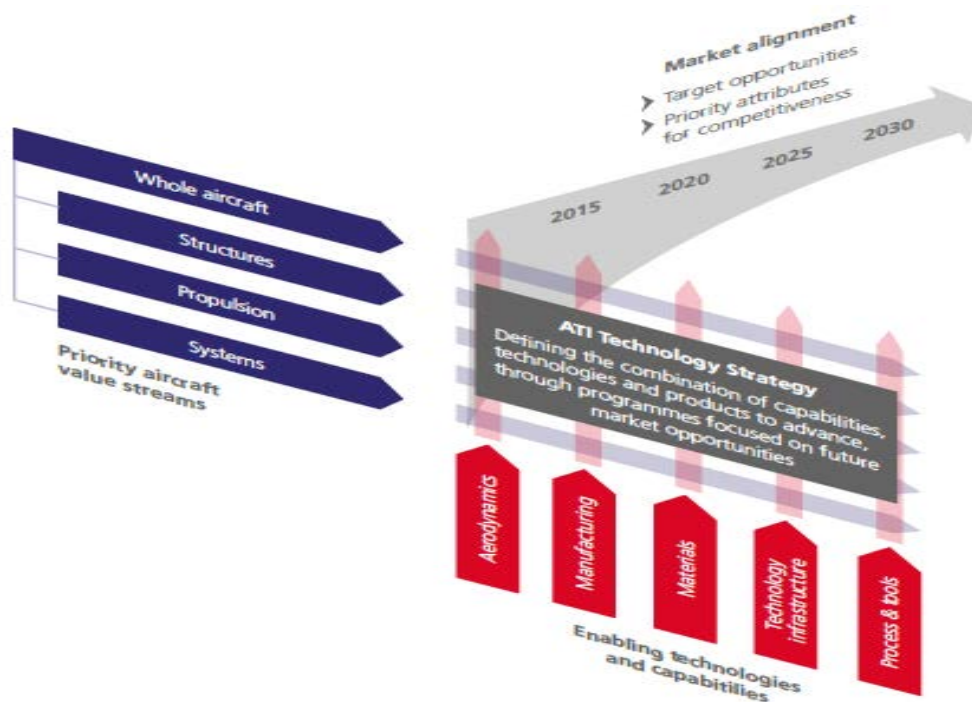 Market alignment
Target opportunities
Priority attributes
for competitiveness
2015
2020
2025
2030
Whole aircraft
Structures
Propulsion
Systems
Priority aircraft
value streams
ATI Technology Strategy
Defining the combination of capabilities,
technologies and products to advance,
through programmes focused on future
market opportunities
Aerodynamics
Manufacturing
Materials
Technology
infrastructure
Process & tools
Enabling technologies
and capabitilies